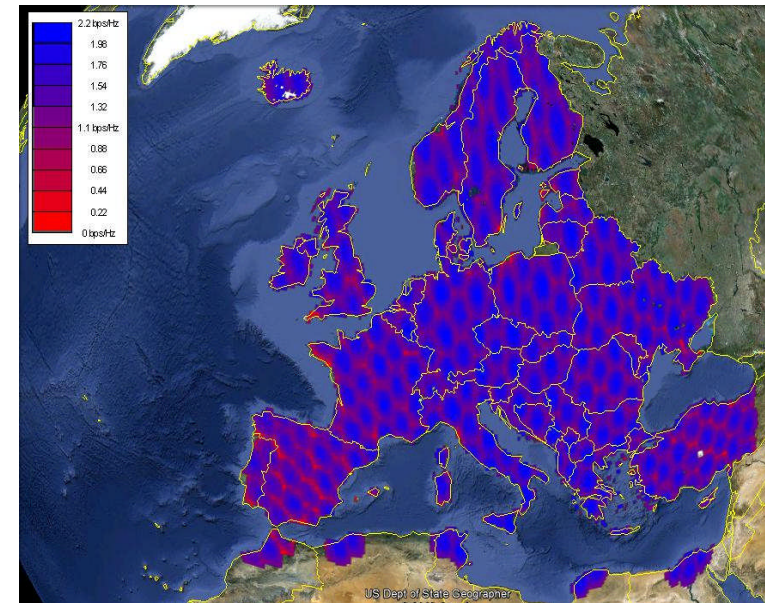 2.2 bps/Hz
1.98
1.76
1.54
1.32
1.1 bps/Hz
0.88
0.66
0.44
0.22
0 bps/Hz
US Dept of State Geographer